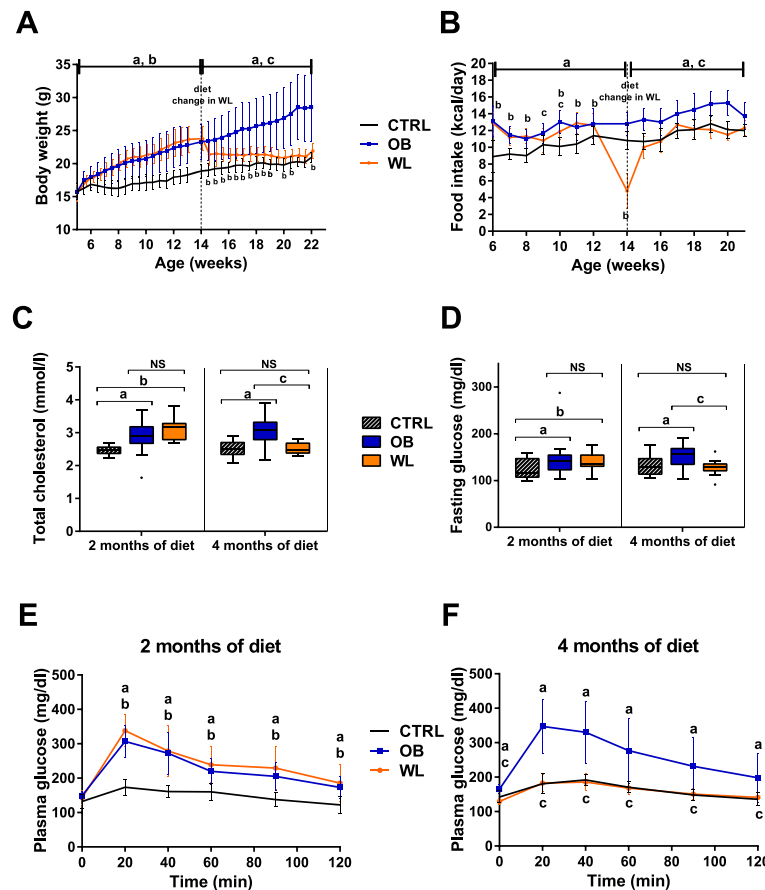 A
a, b
a, c
diet
change in WL
35
30
25
20
15
10
Body weight (g)
b b b bbb b b b b b b b
6 8 10 12 14 16 18 20 22
Age (weeks)
CTRL
OB
WL
B
a
a, c
diet
change in WL
20
18
16
14
12
10
8
6
4
2
0
Food intake (kcal/day)
b b b c b c b b
b
6 8 10 12 14 16 18 20
Age (weeks)
C
Total cholesterol (mmol/l)
5
4
3
2
1
0
NS
b
a
NS
c
a
2 months of diet 4 months of diet
CTRL
OB
WL
D
Fasting glucose (mg/dl)
300
200
100
0
NS
b
a
NS
c
a
2 months of diet 4 months of diet
E
2 months of diet
Plasma glucose (mg/dl)
500
400
300
200
100
0
a a a a a
b b b b b
0 20 40 60 80 100 120
Time (min)
CTRL
OB
WL
F
4 months of diet
Plasma glucose (mg/dl)
500
400
300
200
100
0
a a a a a a
c c c c c c
0 20 40 60 80 100 120
Time (min)